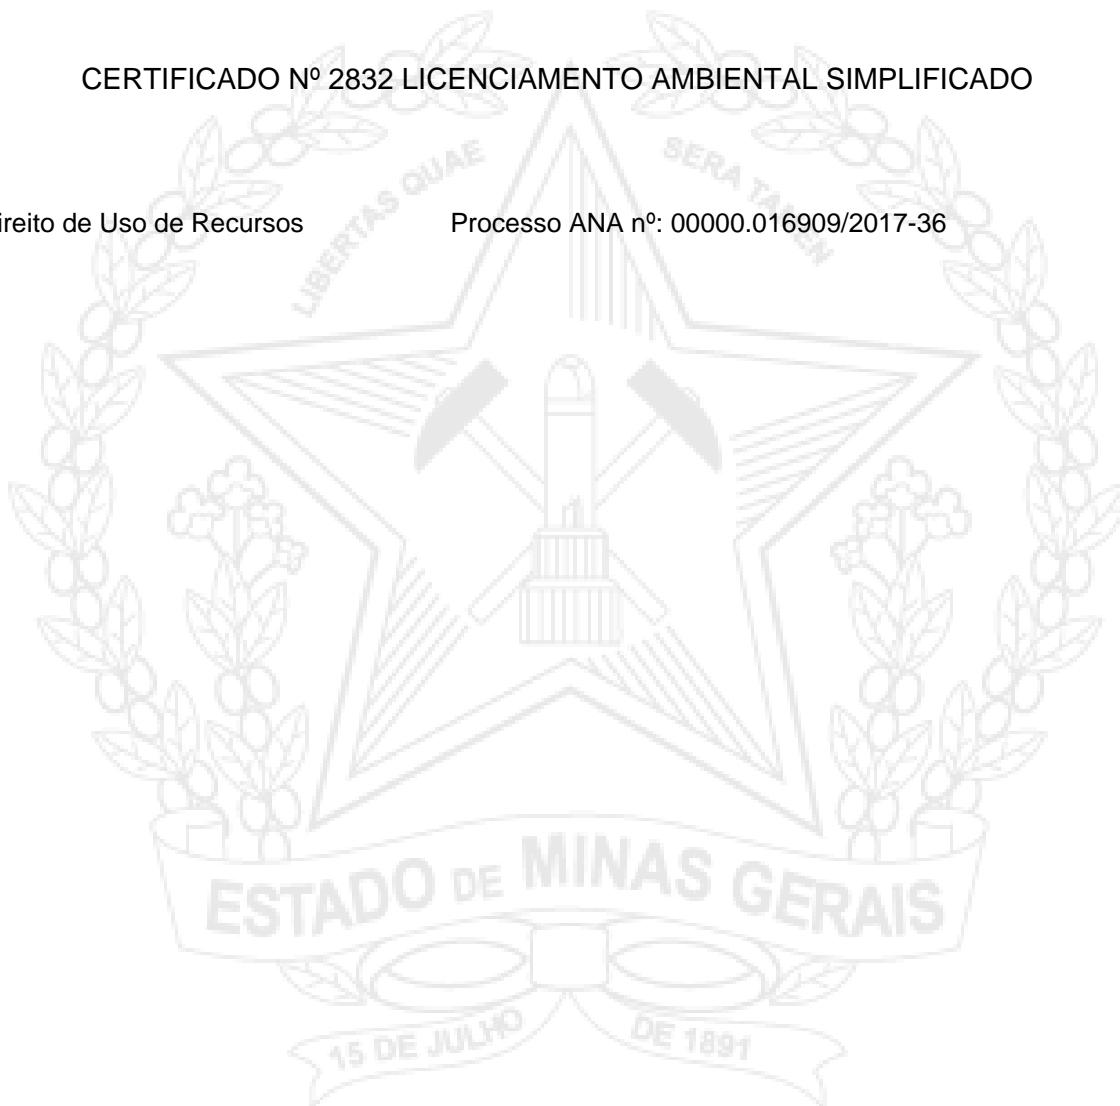 CERTIFICADO Nº 2832 LICENCIAMENTO AMBIENTAL SIMPLIFICADO
LIBERTAS QUAE SERA TAMEN
ireito de Uso de Recursos Processo ANA nº: 00000.016909/2017-36
ESTADO DE MINAS GERAIS
15 DE JULHO DE 1891